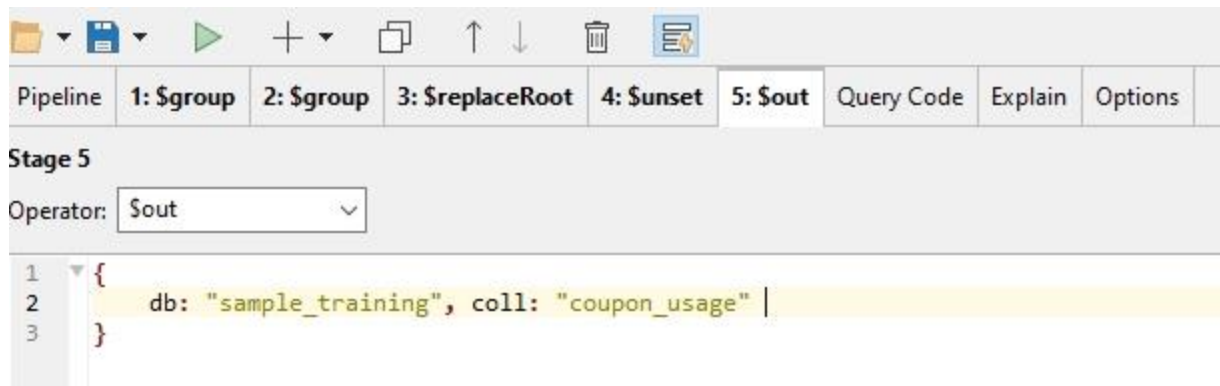 Pipeline 1: $group 2: $group 3: $replaceRoot 4: $unset 5: $out Query Code Explain Options
Stage 5
Operator: $out
1 {
2 db: "sample_training", coll: "coupon_usage"
3 }